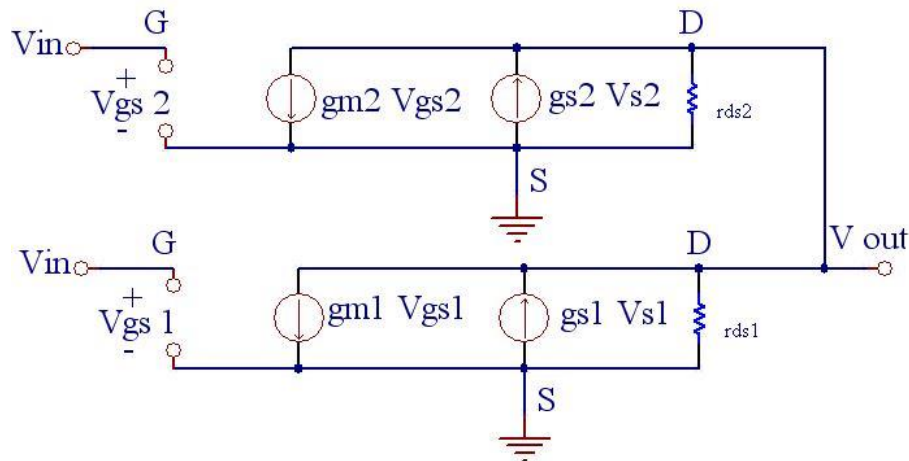 G
D
Vin
+
Vgs 2
-
gm2 Vgs2
gs2 Vs2
rds2
S
G
D
V out
Vin
+
Vgs 1
-
gm1 Vgs1
gs1 Vs1
rds1
S